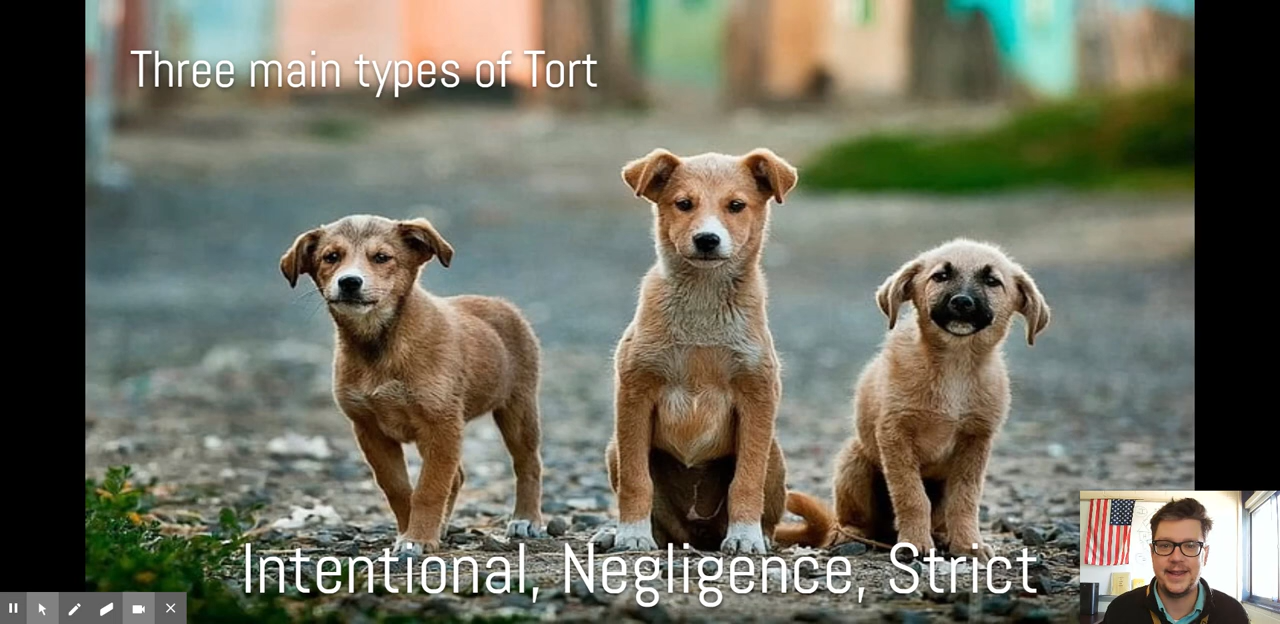 Three main types of Tort
Intentional, Negligence, Strict